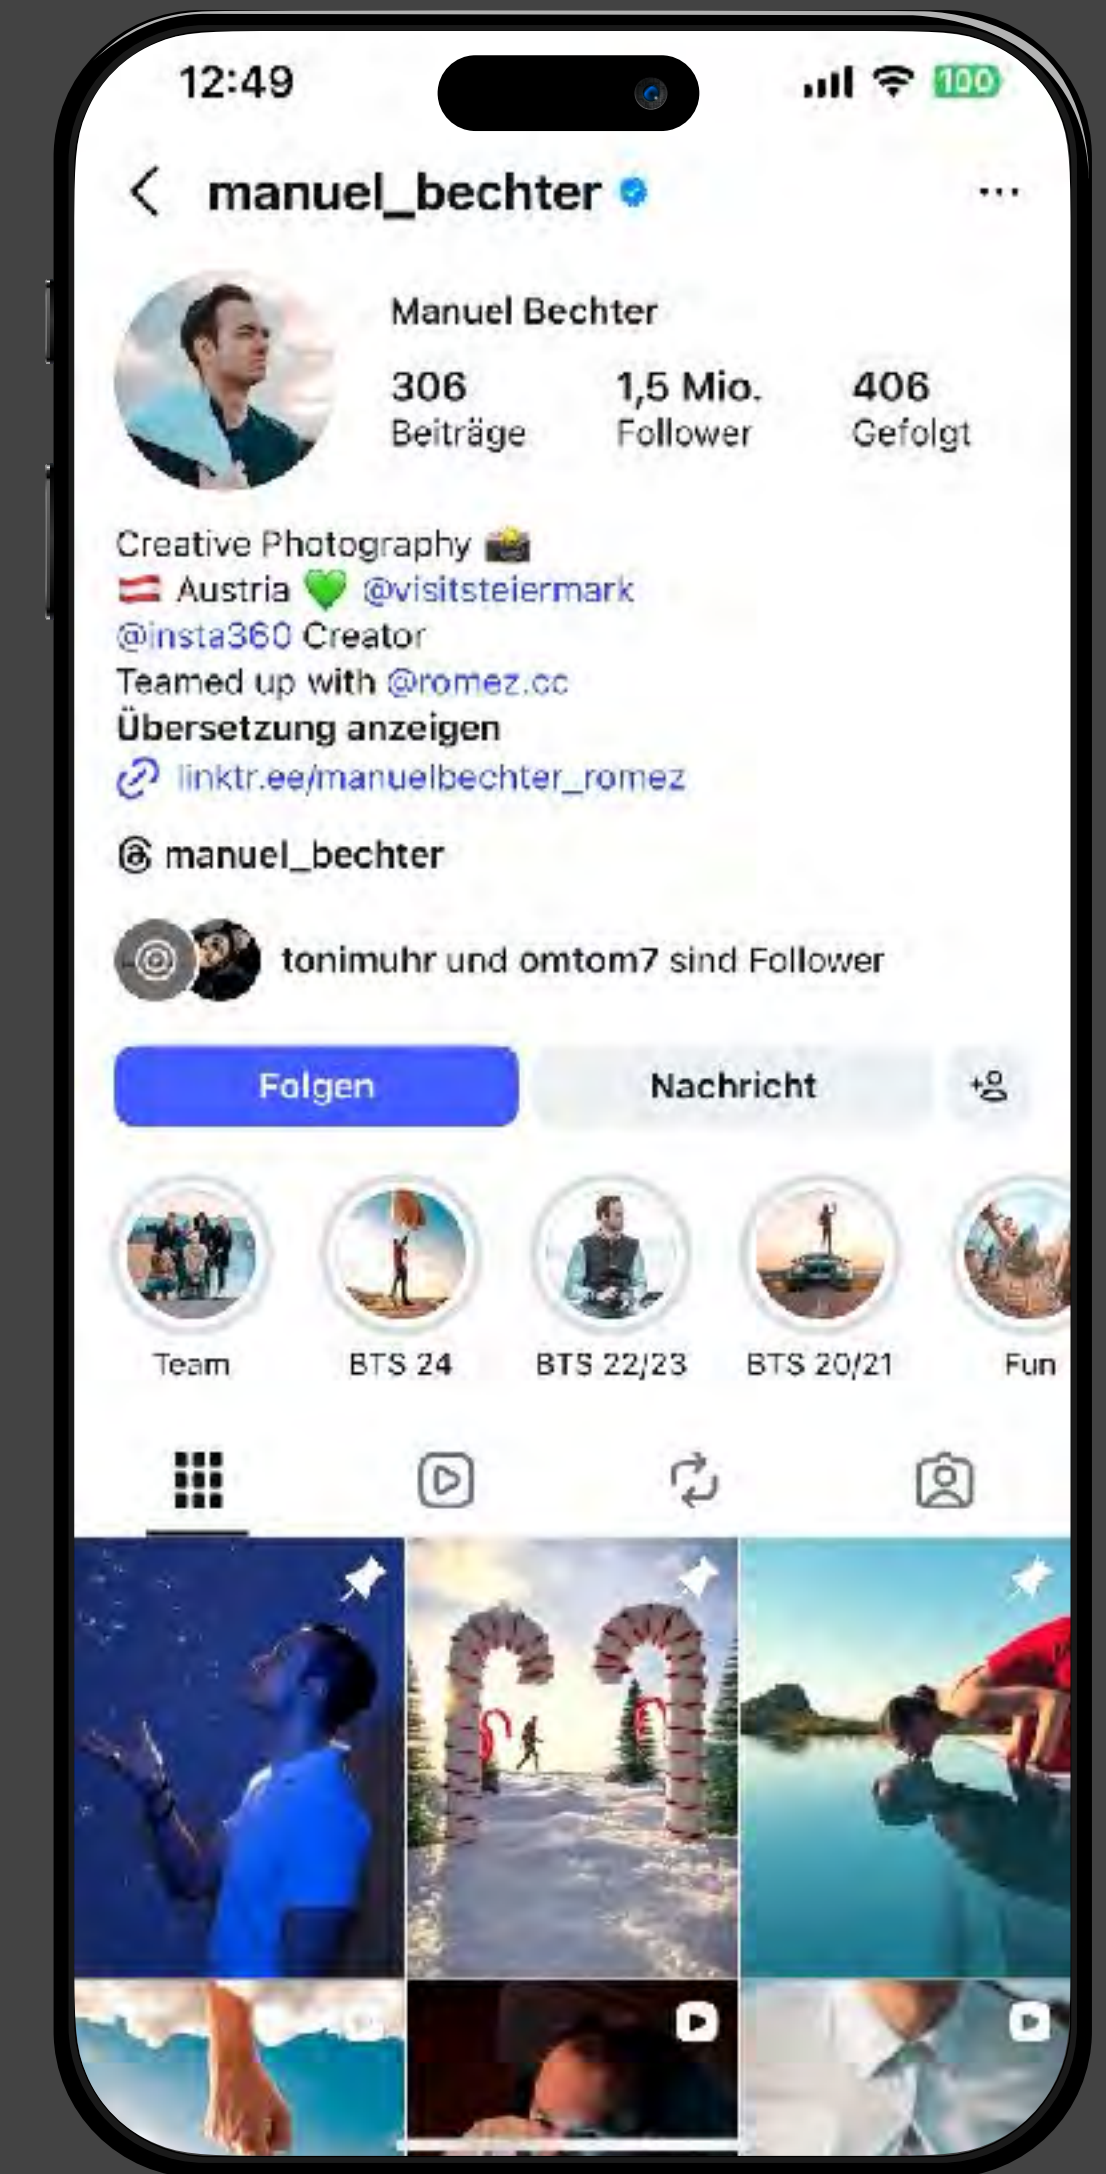 12:49
100
manuel_bechter
Manuel Bechter
306 1,5 Mio. 406
Beiträge Follower Gefolgt
Creative Photography 📸
🇦🇹 Austria 💚 @visitsteiermark
@insta360 Creator
Teamed up with @romez.cc
Übersetzung anzeigen
linktr.ee/manuelbechter_romez
manuel_bechter
tonimuhr und omtom7 sind Follower
Folgen Nachricht
Team BTS 24 BTS 22/23 BTS 20/21 Fun